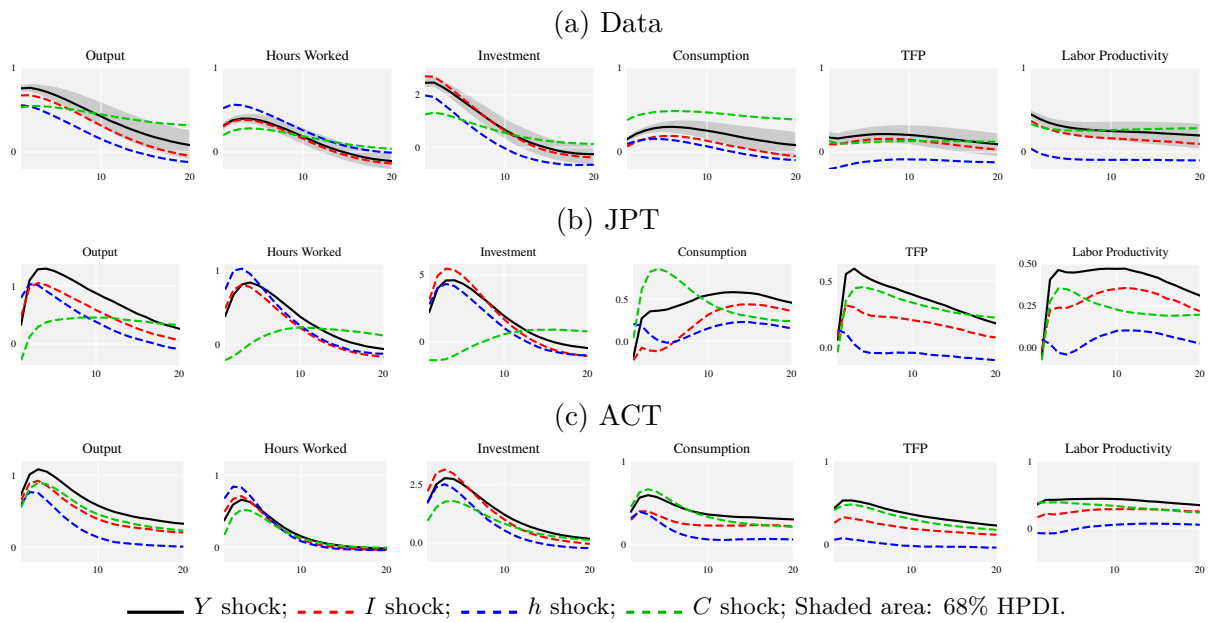 (a) Data
Output Hours Worked Investment Consumption TFP Labor Productivity
1 1 1 1 1
2
0 0 0 0 0 0
10 20 10 20 10 20 10 20 10 20 10 20
(b) JPT
Output Hours Worked Investment Consumption TFP Labor Productivity
1 1 5 0.5 0.5 0.50
0.25
0 0 0 0.0 0.0 0.00
10 20 10 20 10 20 10 20 10 20 10 20
(c) ACT
Output Hours Worked Investment Consumption TFP Labor Productivity
1 1 2.5 1 1 1
0 0 0.0 0 0 0
10 20 10 20 10 20 10 20 10 20 10 20
Y shock; I shock; h shock; C shock; Shaded area: 68% HPDI.